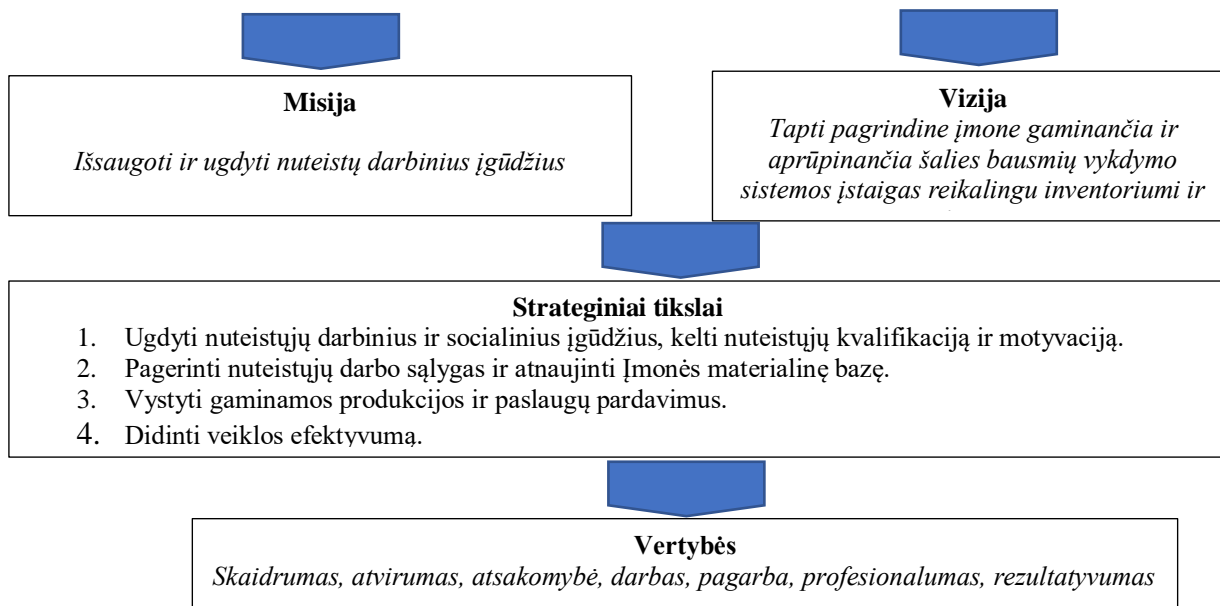 Misija
Išsaugoti ir ugdyti nuteistų darbinius įgūdžius
Vizija
Tapti pagrindine įmone gaminančia ir
aprūpinančia šalies bausmių vykdymo
sistemos įstaigas reikalingu inventoriumi ir
Strateginiai tikslai
1. Ugdyti nuteistųjų darbinius ir socialinius įgūdžius, kelti nuteistųjų kvalifikaciją ir motyvaciją.
2. Pagerinti nuteistųjų darbo sąlygas ir atnaujinti Įmonės materialinę bazę.
3. Vystyti gaminamos produkcijos ir paslaugų pardavimus.
4. Didinti veiklos efektyvumą.
Vertybės
Skaidrumas, atvirumas, atsakomybė, darbas, pagarba, profesionalumas, rezultatyvumas